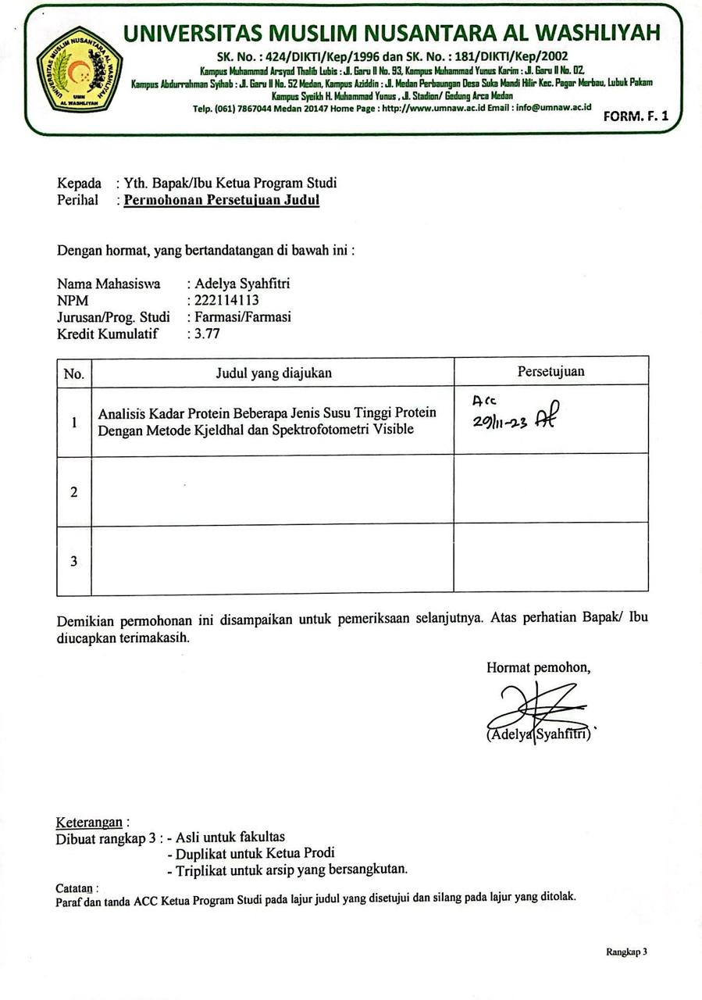 UNIVERSITAS MUSLIM NUSANTARA AL WASHLIYAH
UNIVERSITAS MUSLIM NUSANTARA AL WASHLIYAH
UMN
AL WASHLIYAH
SK. No. : 424/DIKTI/Kep/1996 dan SK. No. : 181/DIKTI/Kep/2002
Kampus Muhammad Arsyad Thalib Lubis : Jl. Garu II No. 93, Kampus Muhammad Yunus Karim : Jl. Garu II No. 02,
Kampus Abdurrahman Syihab : Jl. Garu II No. 52 Medan, Kampus Aziddin : Jl. Medan Perbaungan Desa Suka Mandi Hilir Kec. Pagar Merbau, Lubuk Pakam
Kampus Syeikh H. Muhammad Yunus , Jl. Stadion/ Gedung Arca Medan
Telp. (061) 7867044 Medan 20147 Home Page : http://www.umnaw.ac.id Email : info@umnaw.ac.id
FORM. F. 1
Kepada : Yth. Bapak/Ibu Ketua Program Studi
Perihal : Permohonan Persetujuan Judul
Dengan hormat, yang bertandatangan di bawah ini :
Nama Mahasiswa : Adelya Syahfitri
NPM : 222114113
Jurusan/Prog. Studi : Farmasi/Farmasi
Kredit Kumulatif : 3.77
No. Judul yang diajukan Persetujuan
1 Analisis Kadar Protein Beberapa Jenis Susu Tinggi Protein
Dengan Metode Kjeldhal dan Spektrofotometri Visible
Acc
29/11-23
2
3
Demikian permohonan ini disampaikan untuk pemeriksaan selanjutnya. Atas perhatian Bapak/ Ibu
diucapkan terimakasih.
Hormat pemohon,
(Adelya Syahfitri)
Keterangan :
Dibuat rangkap 3 : - Asli untuk fakultas
- Duplikat untuk Ketua Prodi
- Triplikat untuk arsip yang bersangkutan.
Catatan :
Paraf dan tanda ACC Ketua Program Studi pada lajur judul yang disetujui dan silang pada lajur yang ditolak.
Rangkap 3